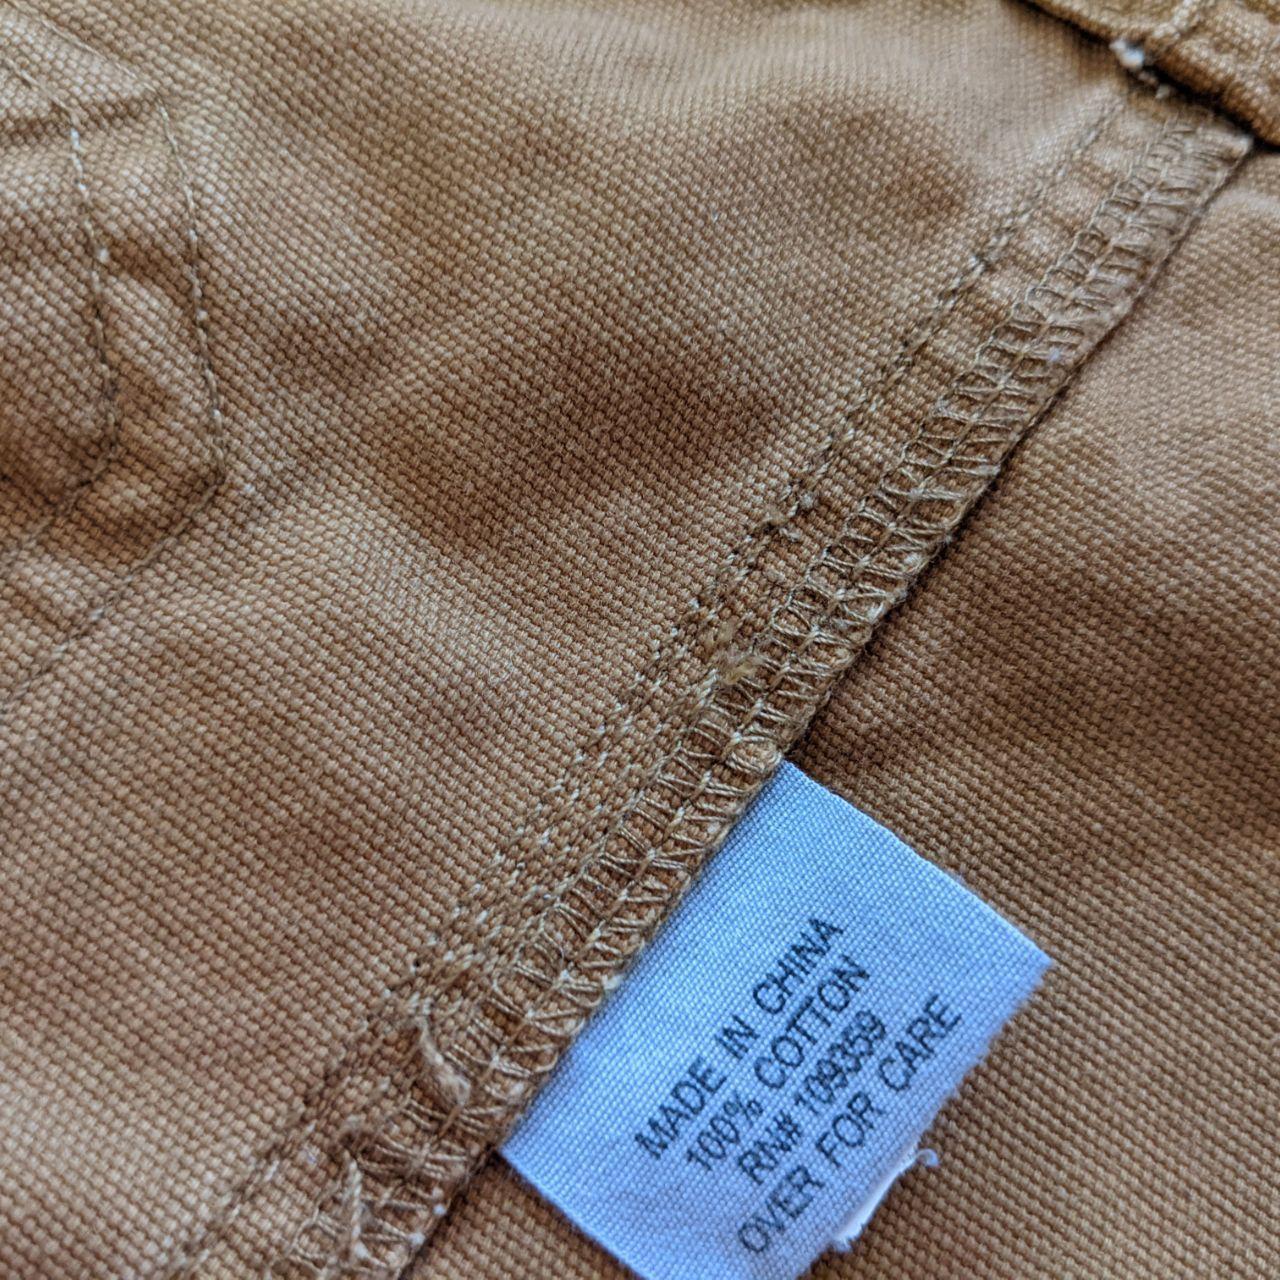 MADE IN CHINA
100% COTTON
RN# 109359
OVER FOR CARE